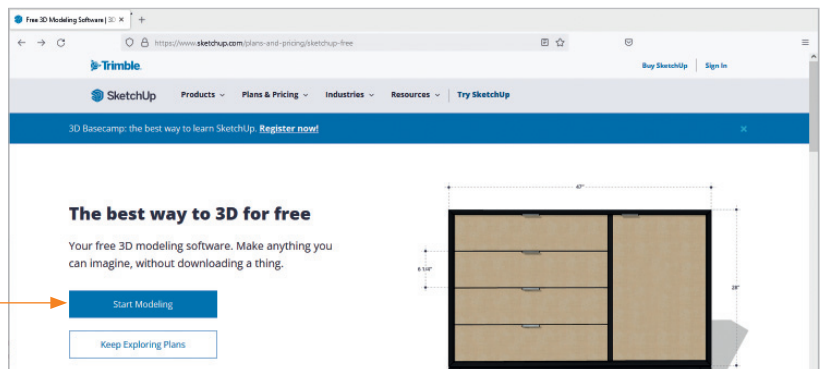 Free 3D Modeling Software | 3D
https://www.sketchup.com/plans-and-pricing/sketchup-free
Trimble.
Buy SketchUp Sign In
SketchUp Products Plans & Pricing Industries Resources Try SketchUp
3D Basecamp: the best way to learn SketchUp. Register now!
47"
The best way to 3D for free
Your free 3D modeling software. Make anything you
can imagine, without downloading a thing.
6 1/4"
28"
Start Modeling
Keep Exploring Plans